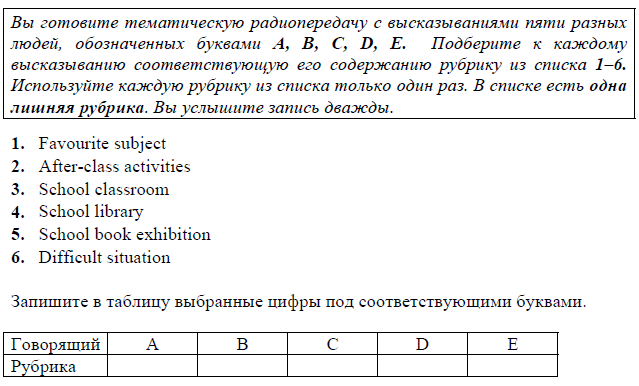 Вы готовите тематическую радиопередачу с высказываниями пяти разных
людей, обозначенных буквами A, B, C, D, E. Подберите к каждому
высказыванию соответствующую его содержанию рубрику из списка 1–6.
Используйте каждую рубрику из списка только один раз. В списке есть одна
лишняя рубрика. Вы услышите запись дважды.
1. Favourite subject
2. After-class activities
3. School classroom
4. School library
5. School book exhibition
6. Difficult situation
Запишите в таблицу выбранные цифры под соответствующими буквами.
Говорящий A B C D E
Рубрика